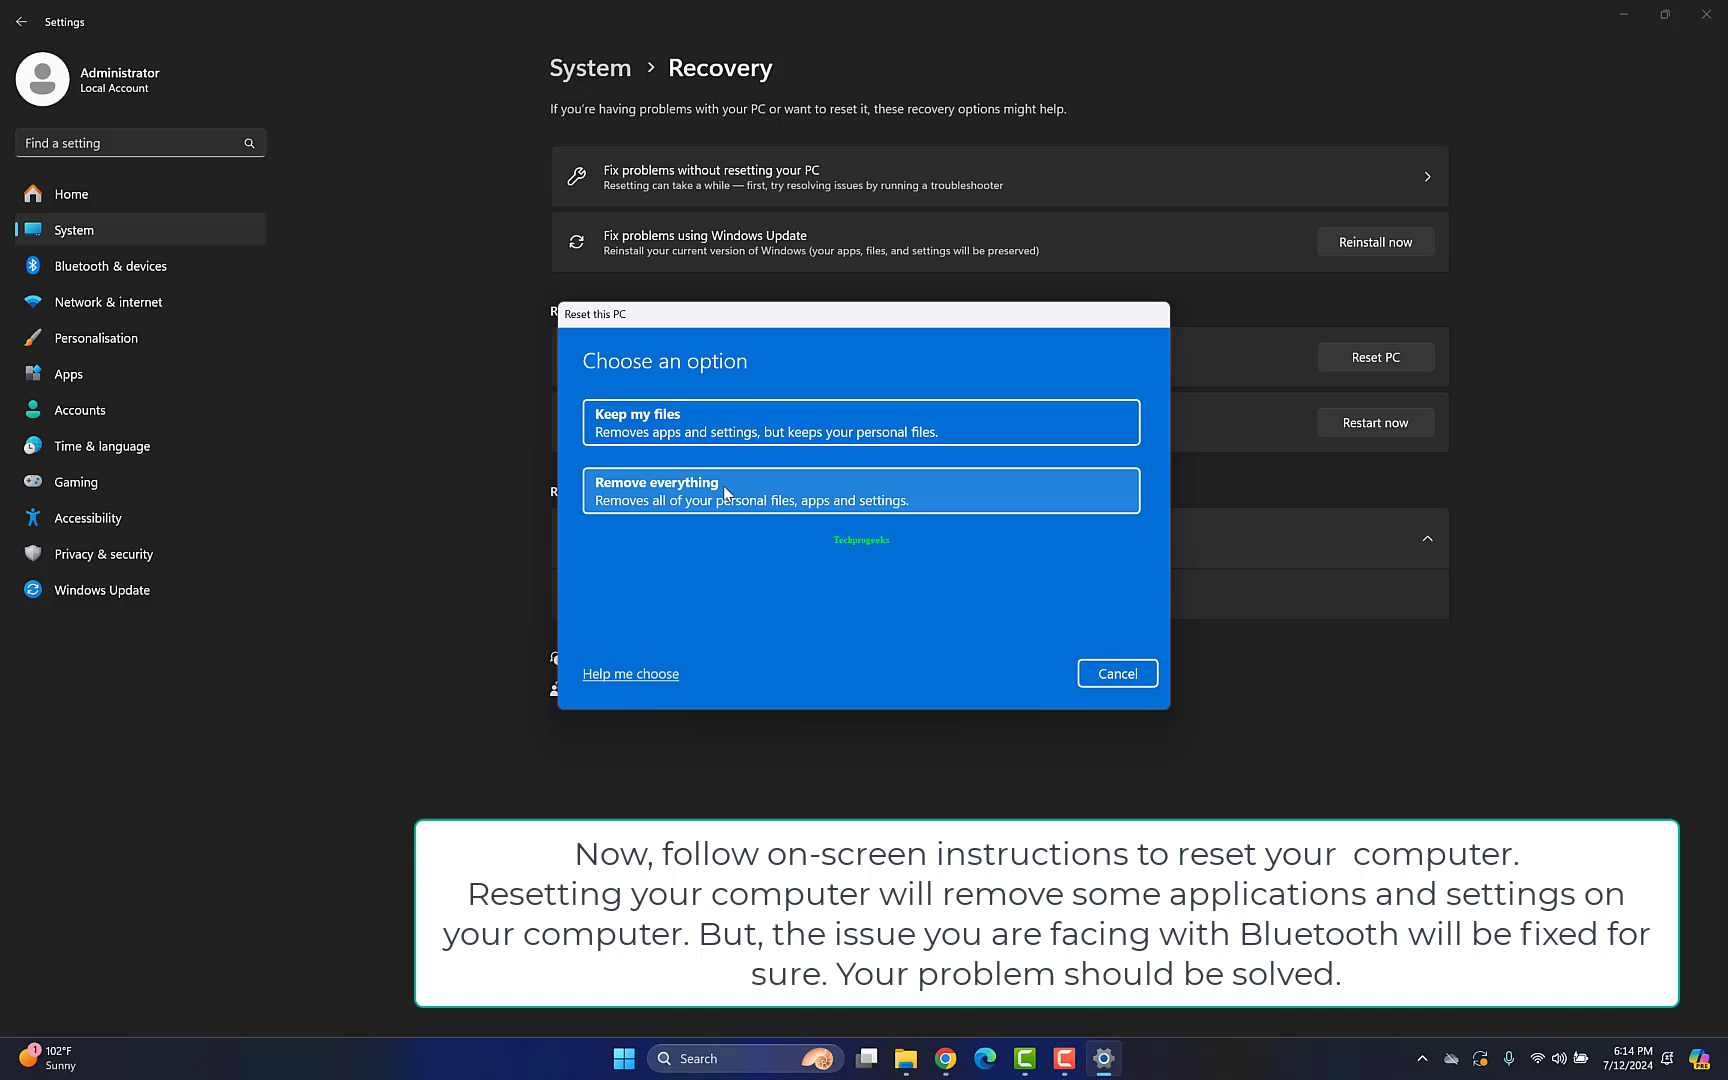 Settings
Administrator
Local Account
Find a setting
Home
System
Bluetooth & devices
Network & internet
Personalisation
Apps
Accounts
Time & language
Gaming
Accessibility
Privacy & security
Windows Update
System > Recovery
If you're having problems with your PC or want to reset it, these recovery options might help.
Fix problems without resetting your PC
Resetting can take a while — first, try resolving issues by running a troubleshooter
Fix problems using Windows Update
Reinstall your current version of Windows (your apps, files, and settings will be preserved)
Reinstall now
R
Reset PC
Restart now
R
Reset this PC
Choose an option
Keep my files
Removes apps and settings, but keeps your personal files.
Remove everything
Removes all of your personal files, apps and settings.
Techprogeeks
Help me choose
Cancel
Now, follow on-screen instructions to reset your computer.
Resetting your computer will remove some applications and settings on
your computer. But, the issue you are facing with Bluetooth will be fixed for
sure. Your problem should be solved.
1
102°F
Sunny
Search
6:14 PM
7/12/2024
PRE